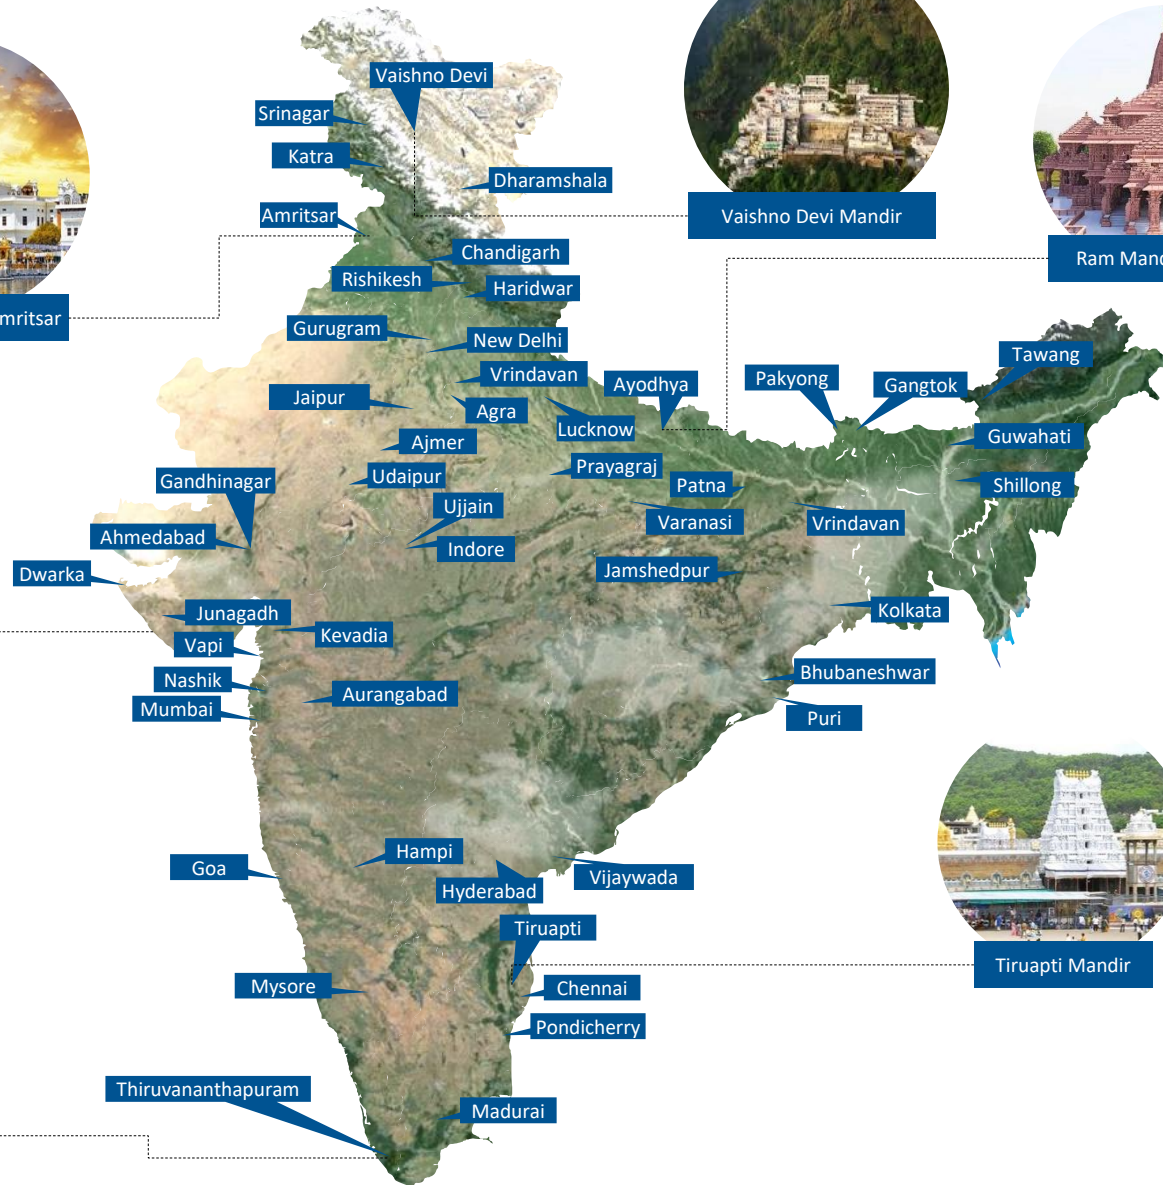 Vaishno Devi
Srinagar
Katra
Dharamshala
Vaishno Devi Mandir
Amritsar
Chandigarh
Ram Mand
Rishikesh
Haridwar
mritsar
Gurugram
New Delhi
Tawang
Vrindavan
Ayodhya
Pakyong
Gangtok
Jaipur
Agra
Lucknow
Guwahati
Ajmer
Prayagraj
Gandhinagar
Udaipur
Patna
Shillong
Ujjain
Varanasi
Vrindavan
Ahmedabad
Indore
Dwarka
Jamshedpur
Junagadh
Kolkata
Kevadia
Vapi
Nashik
Aurangabad
Bhubaneshwar
Mumbai
Puri
Hampi
Goa
Hyderabad
Vijaywada
Tiruapti
Tiruapti Mandir
Mysore
Chennai
Pondicherry
Thiruvananthapuram
Madurai